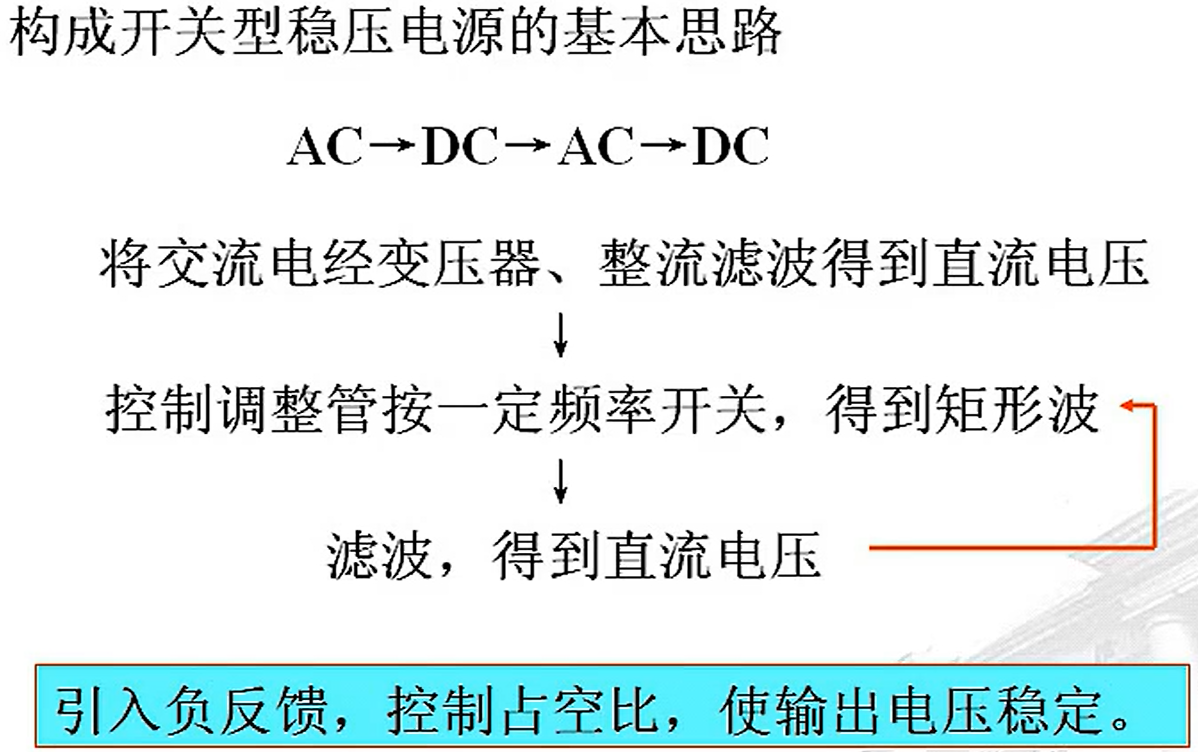 构成开关型稳压电源的基本思路
AC→DC→AC→DC
将交流电经变压器、整流滤波得到直流电压
↓
控制调整管按一定频率开关，得到矩形波
↓
滤波，得到直流电压
引入负反馈，控制占空比，使输出电压稳定。